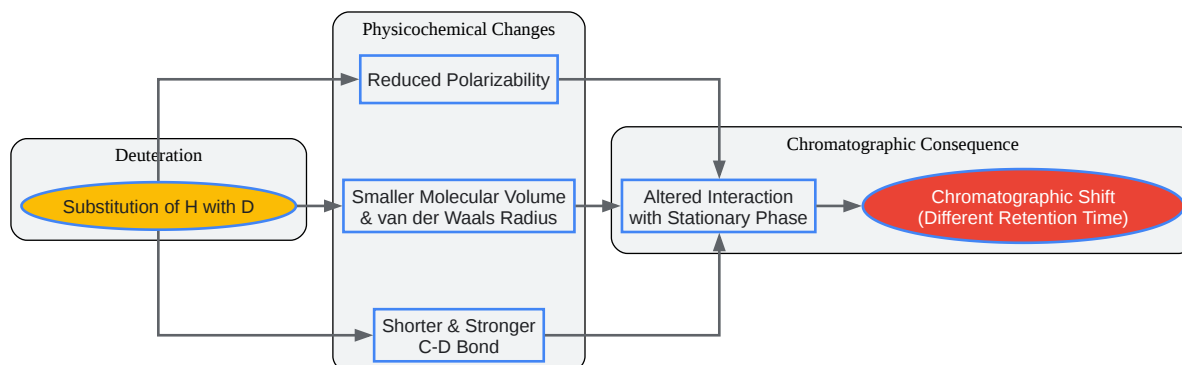 Physicochemical Changes
Reduced Polarizability
Deuteration
Chromatographic Consequence
Substitution of H with D
Smaller Molecular Volume
& van der Waals Radius
Altered Interaction
with Stationary Phase
Chromatographic Shift
(Different Retention Time)
Shorter & Stronger
C-D Bond